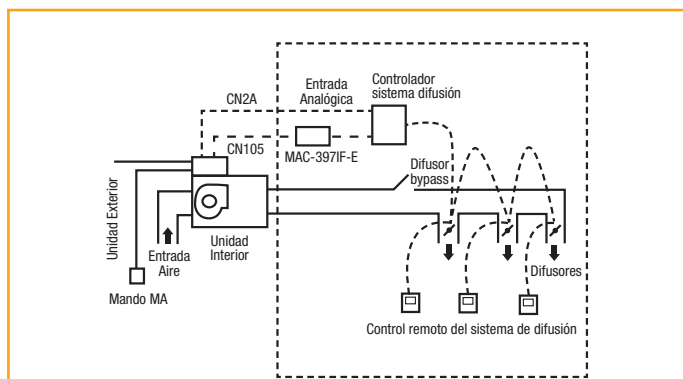 CN2A
Entrada
Analógica
Controlador
sistema difusión
CN105
MAC-397IF-E
Difusor
bypass
Unidad Exterior
Unidad
Interior
Entrada
Aire
Mando MA
Difusores
Control remoto del sistema de difusión